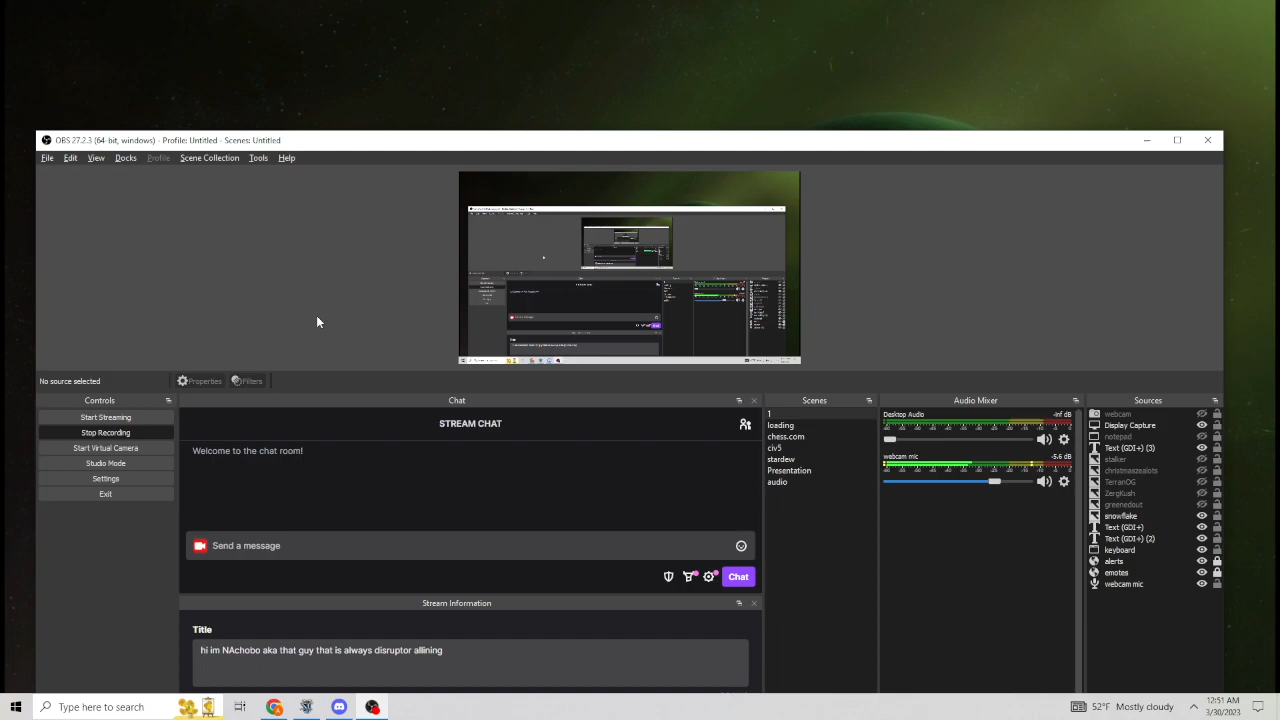 OBS 27.2.3 (64-bit, windows) - Profile: Untitled - Scenes: Untitled
File Edit View Docks Profile Scene Collection Tools Help
No source selected
Properties Filters
Controls
Start Streaming
Stop Recording
Start Virtual Camera
Studio Mode
Settings
Exit
Chat
STREAM CHAT
Welcome to the chat room!
Send a message
Chat
Stream Information
Title
hi im NAchobo aka that guy that is always disruptor allining
Scenes
1
loading
chess.com
civ5
stardew
Presentation
audio
Audio Mixer
Desktop Audio -inf dB
webcam mic -5.6 dB
Sources
webcam
Display Capture
notepad
Text (GDI+) (3)
stalker
christmaszealots
TerranOG
ZergKush
greenedout
snowflake
Text (GDI+)
Text (GDI+) (2)
keyboard
alerts
emotes
webcam mic
Type here to search
52°F Mostly cloudy
12:51 AM
3/30/2023